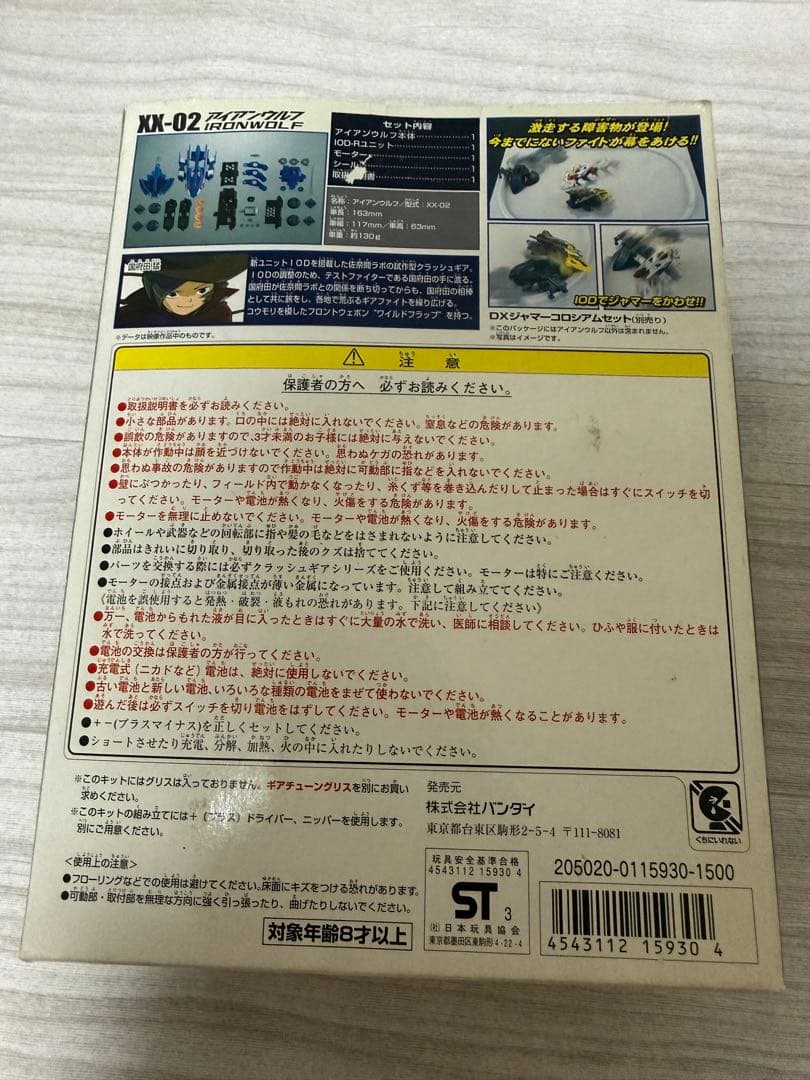 XX-02 アイアンウルフ
IRONWOLF
セット内容
アイアンウルフ本体 1
IOD-Rユニット 1
モーター 1
シール 1
取扱 明書 1
名称:アイアンウルフ/型式:XX-02
車長:163mm
車幅:117mm/車高:63mm
車重:約130g
激走する障害物が登場!
今までにないファイトが幕をあける!!
IODでジャマーをかわせ!!
DXジャマーコロシアムセット(別売り)
※このパッケージにはアイアンウルフ以外は含まれません。
※写真はイメージです。
国府田猛
新ユニットIODを搭載した佐奈間ラボの試作型クラッシュギア。
IODの調整のため、テストファイターである国府田の手に渡る。
国府田が佐奈間ラボとの関係を断ち切ってからも、国府田の相棒
として共に旅をし、各地で荒ぶるギアファイトを繰り広げる。
コウモリを模したフロントウェポン“ワイルドフラップ”を持つ。
※データは映像作品中のものです。
注意
保護者の方へ 必ずお読みください。
●取扱説明書を必ずお読みください。
●小さな部品があります。口の中には絶対に入れないでください。窒息などの危険があります。
●誤飲の危険がありますので、3才未満のお子様には絶対に与えないでください。
●本体が作動中は顔を近づけないでください。思わぬケガの恐れがあります。
●思わぬ事故の危険がありますので作動中は絶対に可動部に指などを入れないでください。
●壁にぶつかったり、フィールド内で動かなくなったり、糸くず等を巻き込んだりして止まった場合はすぐにスイッチを切
ってください。モーターや電池が熱くなり、火傷をする危険があります。
●モーターを無理に止めないでください。モーターや電池が熱くなり、火傷をする危険があります。
●ホイールや武器などの回転部に指や髪の毛などをはさまれないように注意してください。
●部品はきれいに切り取り、切り取った後のクズは捨ててください。
●パーツを交換する際には必ずクラッシュギアシリーズをご使用ください。モーターは特にご注意ください。
●モーターの接点および金属接点が薄い金属になっています。注意して組み立ててください。
《電池を誤使用すると発熱・破裂・液もれの恐れがあります。下記に注意してください》
●万一、電池からもれた液が目に入ったときはすぐに大量の水で洗い、医師に相談してください。ひふや服に付いたときは
水で洗ってください。
●電池の交換は保護者の方が行ってください。
●充電式(ニカドなど)電池は、絶対に使用しないでください。
●古い電池と新しい電池、いろいろな種類の電池をまぜて使わないでください。
●遊んだ後は必ずスイッチを切り電池をはずしてください。モーターや電池が熱くなることがあります。
●+-(プラスマイナス)を正しくセットしてください。
●ショートさせたり充電、分解、加熱、火の中に入れたりしないでください。
※このキットにはグリスは入っておりません。ギアチューングリスを別にお買い
求めください。
※このキットの組み立てには+(プラス)ドライバー、ニッパーを使用します。
別にご用意ください。
発売元
株式会社バンダイ
東京都台東区駒形2-5-4 〒111-8081
くちにいれない
<使用上の注意>
●フローリングなどでの使用は避けてください。床面にキズをつける恐れがあります。
●可動部・取付部を無理な方向に強く引っ張ったり、曲げたりしないでください。
対象年齢8才以上
玩具安全基準合格
4543112 15930 4
ST 3
(社)日本玩具協会
東京都墨田区東駒形4-22-4
205020-0115930-1500
4543112 15930 4